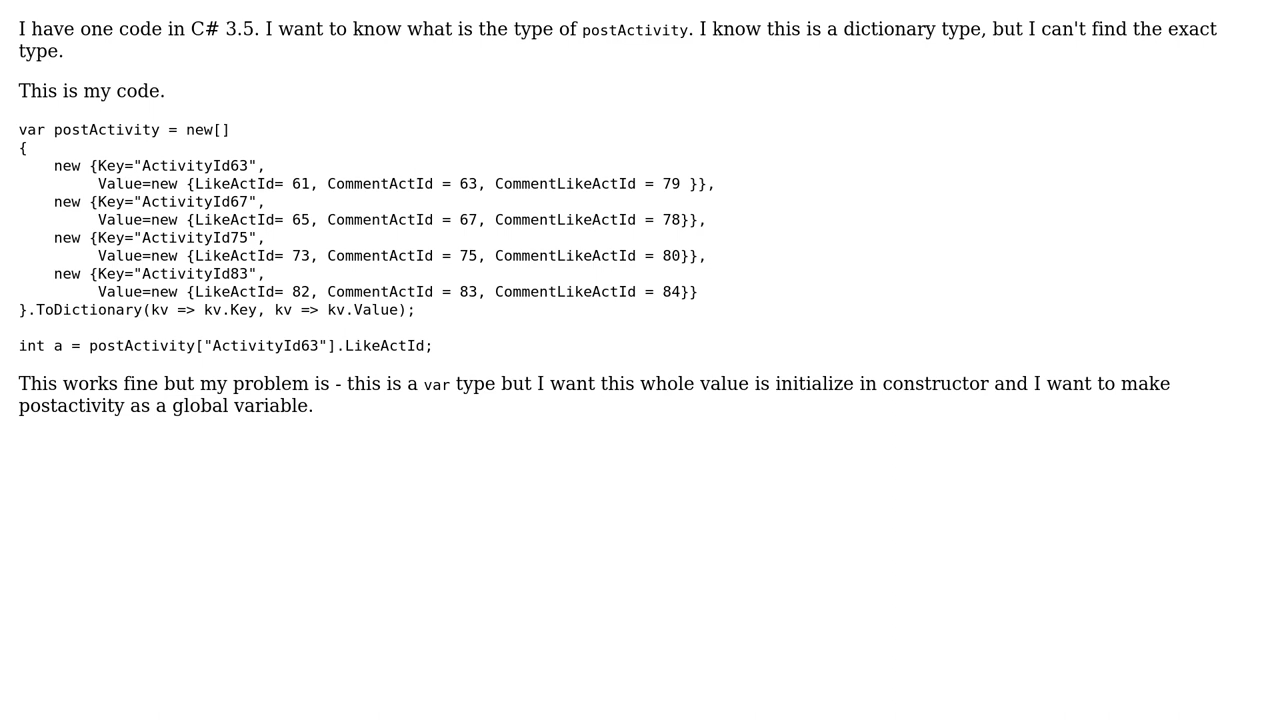 I have one code in C# 3.5. I want to know what is the type of postActivity. I know this is a dictionary type, but I can't find the exact
type.
This is my code.
var postActivity = new[]
{
    new {Key="ActivityId63",
         Value=new {LikeActId= 61, CommentActId = 63, CommentLikeActId = 79 }},
    new {Key="ActivityId67",
         Value=new {LikeActId= 65, CommentActId = 67, CommentLikeActId = 78}},
    new {Key="ActivityId75",
         Value=new {LikeActId= 73, CommentActId = 75, CommentLikeActId = 80}},
    new {Key="ActivityId83",
         Value=new {LikeActId= 82, CommentActId = 83, CommentLikeActId = 84}}
}.ToDictionary(kv => kv.Key, kv => kv.Value);
int a = postActivity["ActivityId63"].LikeActId;
This works fine but my problem is - this is a var type but I want this whole value is initialize in constructor and I want to make
postactivity as a global variable.